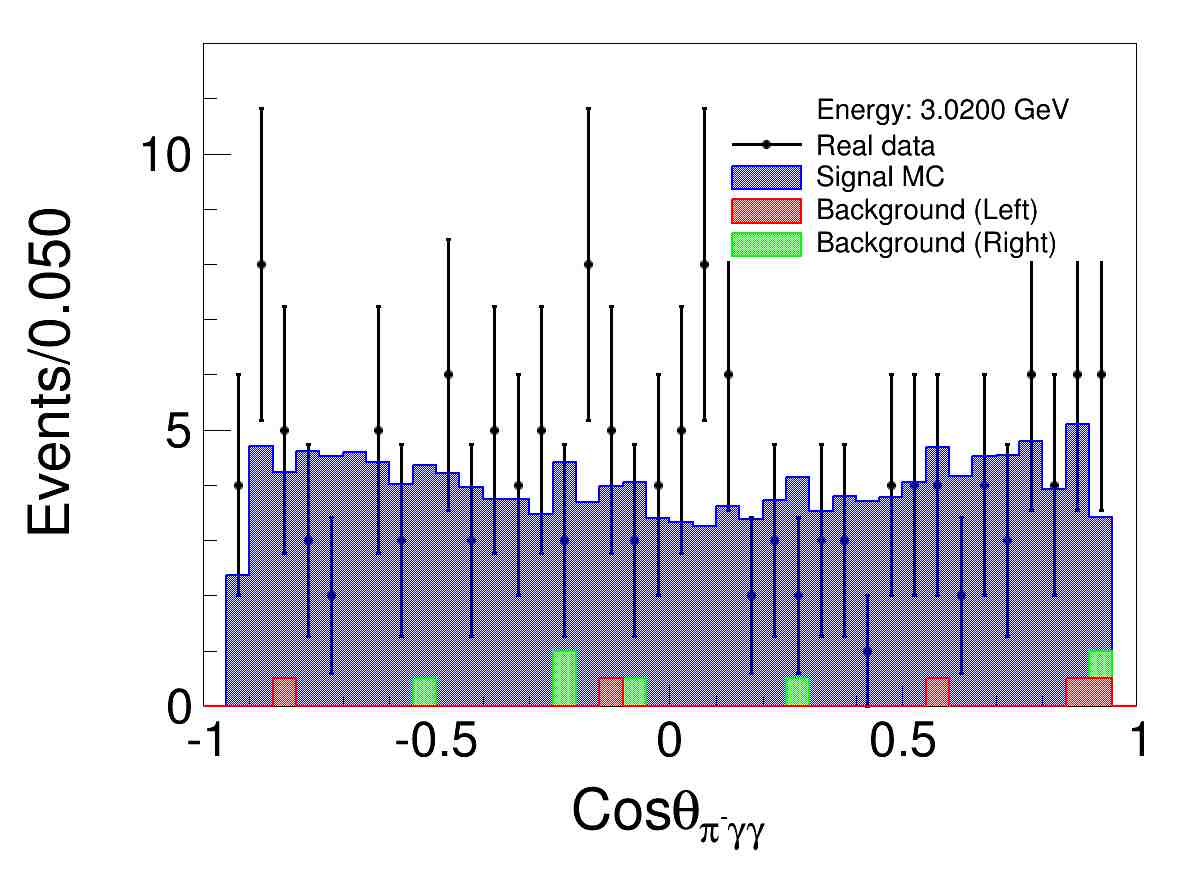 Energy: 3.0200 GeV
Real data
Signal MC
Background (Left)
Background (Right)
Events/0.050
10
5
0
-1
-0.5
0
0.5
1
Cosθπ-γγ